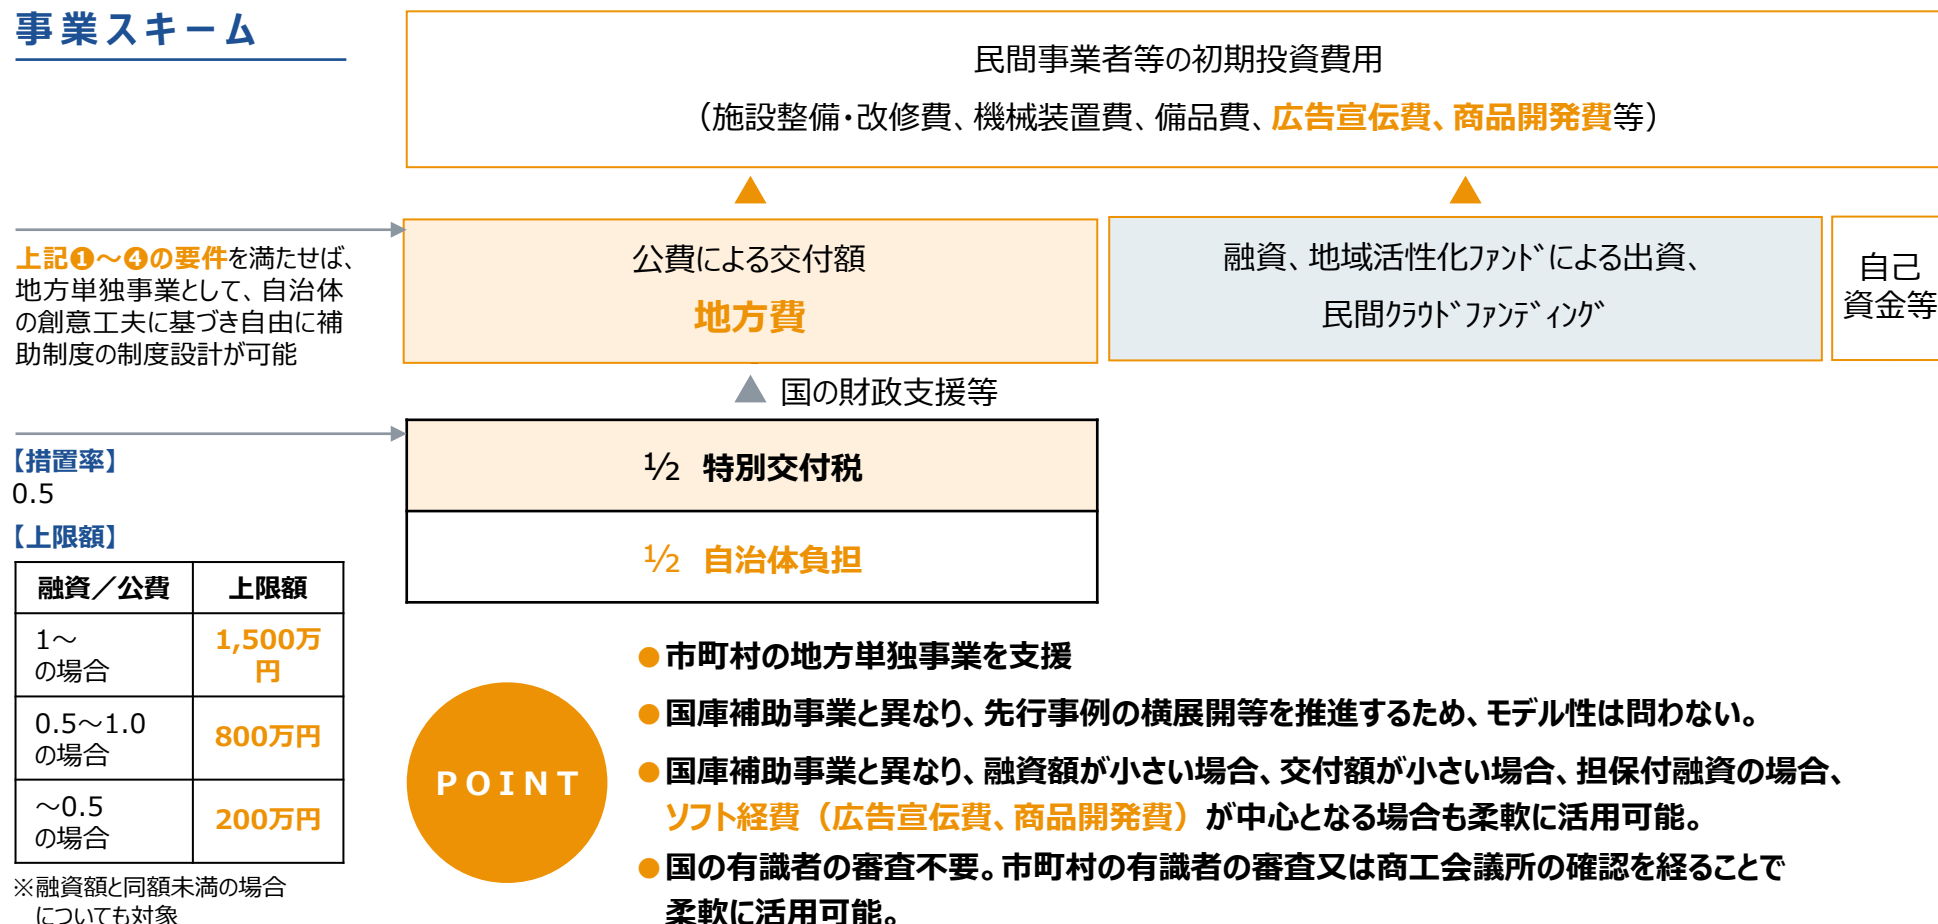 事業スキーム
民間事業者等の初期投資費用
（施設整備・改修費、機械装置費、備品費、広告宣伝費、商品開発費等）
上記❶～❹の要件を満たせば、
地方単独事業として、自治体
の創意工夫に基づき自由に補
助制度の制度設計が可能
公費による交付額
地方費
融資、地域活性化ﾌｧﾝﾄﾞによる出資、
民間ｸﾗｳﾄﾞﾌｧﾝﾃﾞｨﾝｸﾞ
自己
資金等
国の財政支援等
【措置率】
0.5
½ 特別交付税
½ 自治体負担
【上限額】
融資／公費 上限額
1～
の場合
1,500万
円
0.5～1.0
の場合
800万円
～0.5
の場合
200万円
※融資額と同額未満の場合
についても対象
POINT
●市町村の地方単独事業を支援
●国庫補助事業と異なり、先行事例の横展開等を推進するため、モデル性は問わない。
●国庫補助事業と異なり、融資額が小さい場合、交付額が小さい場合、担保付融資の場合、
ソフト経費（広告宣伝費、商品開発費）が中心となる場合も柔軟に活用可能。
●国の有識者の審査不要。市町村の有識者の審査又は商工会議所の確認を経ることで
柔軟に活用可能。